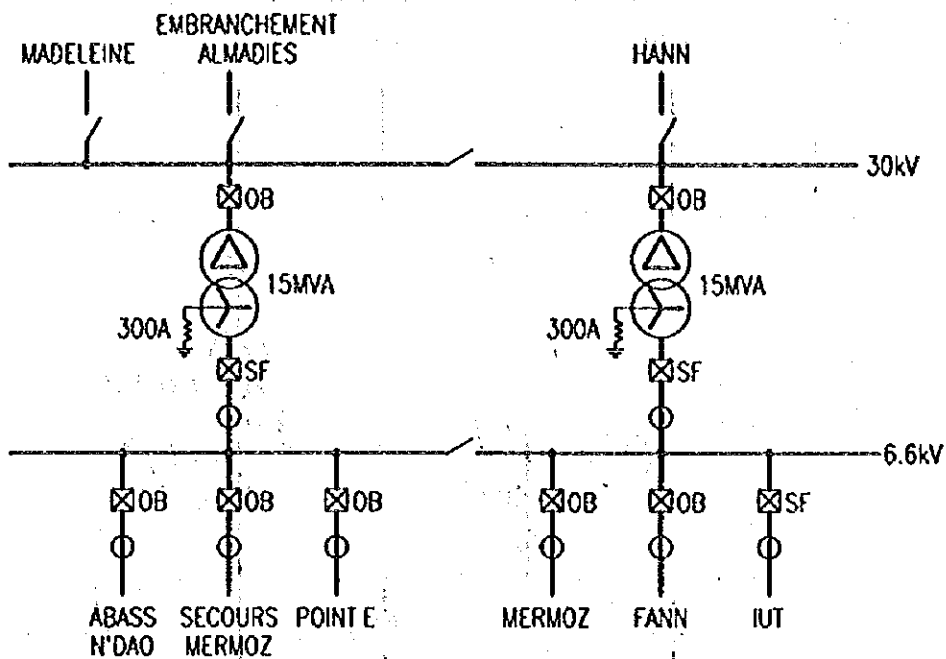 MADELEINE
EMBRANCHEMENT
ALMADIES
HANN
30kV
OB
OB
15MVA
15MVA
300A
300A
SF
SF
6.6kV
OB
OB
OB
OB
OB
SF
ABASS
N'DAO
SECOURS
MERMOZ
POINT E
MERMOZ
FANN
IUT